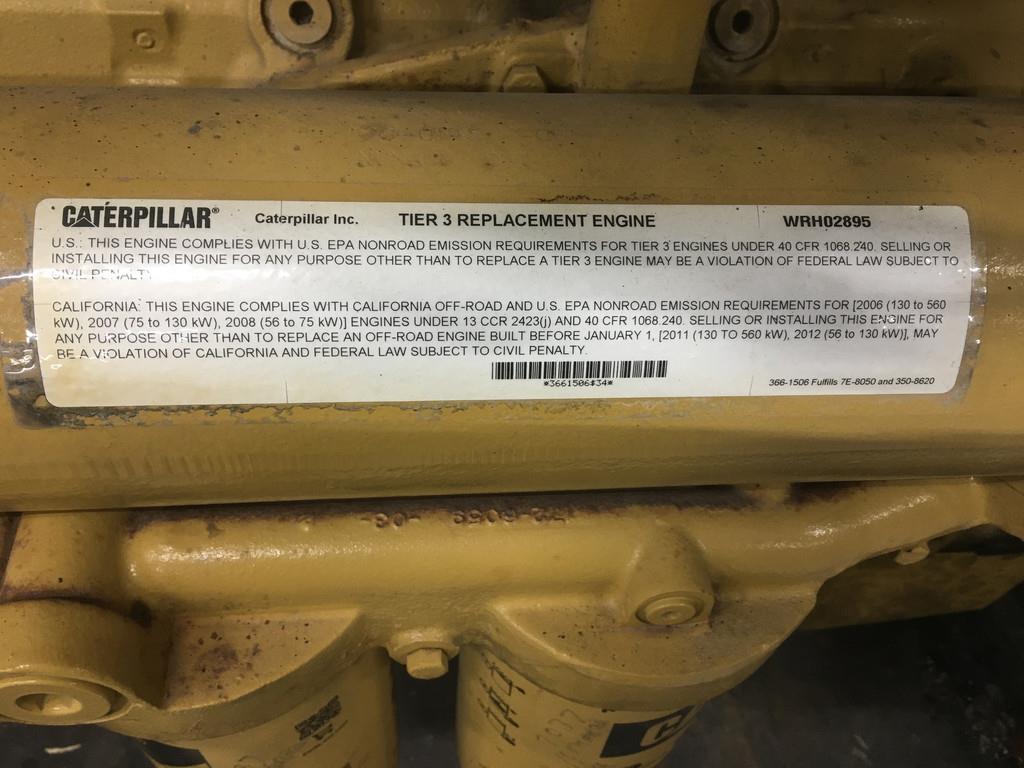 CATERPILLAR® Caterpillar Inc. TIER 3 REPLACEMENT ENGINE WRH02895
U.S.: THIS ENGINE COMPLIES WITH U.S. EPA NONROAD EMISSION REQUIREMENTS FOR TIER 3 ENGINES UNDER 40 CFR 1068.240. SELLING OR
INSTALLING THIS ENGINE FOR ANY PURPOSE OTHER THAN TO REPLACE A TIER 3 ENGINE MAY BE A VIOLATION OF FEDERAL LAW SUBJECT TO
CIVIL PENALTY
CALIFORNIA: THIS ENGINE COMPLIES WITH CALIFORNIA OFF-ROAD AND U.S. EPA NONROAD EMISSION REQUIREMENTS FOR [2006 (130 to 560
kW), 2007 (75 to 130 kW), 2008 (56 to 75 kW)] ENGINES UNDER 13 CCR 2423(j) AND 40 CFR 1068.240. SELLING OR INSTALLING THIS ENGINE FOR
ANY PURPOSE OTHER THAN TO REPLACE AN OFF-ROAD ENGINE BUILT BEFORE JANUARY 1, [2011 (130 TO 560 kW), 2012 (56 to 130 kW)], MAY
BE A VIOLATION OF CALIFORNIA AND FEDERAL LAW SUBJECT TO CIVIL PENALTY.
*3661506#34*
366-1506 Fulfills 7E-8050 and 350-8620